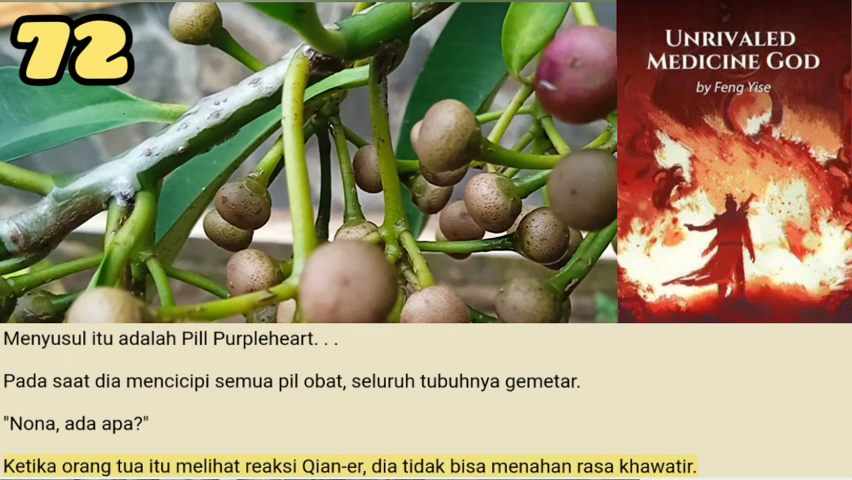 72
UNRIVALED
MEDICINE GOD
by Feng Yise
Menyusul itu adalah Pill Purpleheart. . .
Pada saat dia mencicipi semua pil obat, seluruh tubuhnya gemetar.
"Nona, ada apa?"
Ketika orang tua itu melihat reaksi Qian-er, dia tidak bisa menahan rasa khawatir.